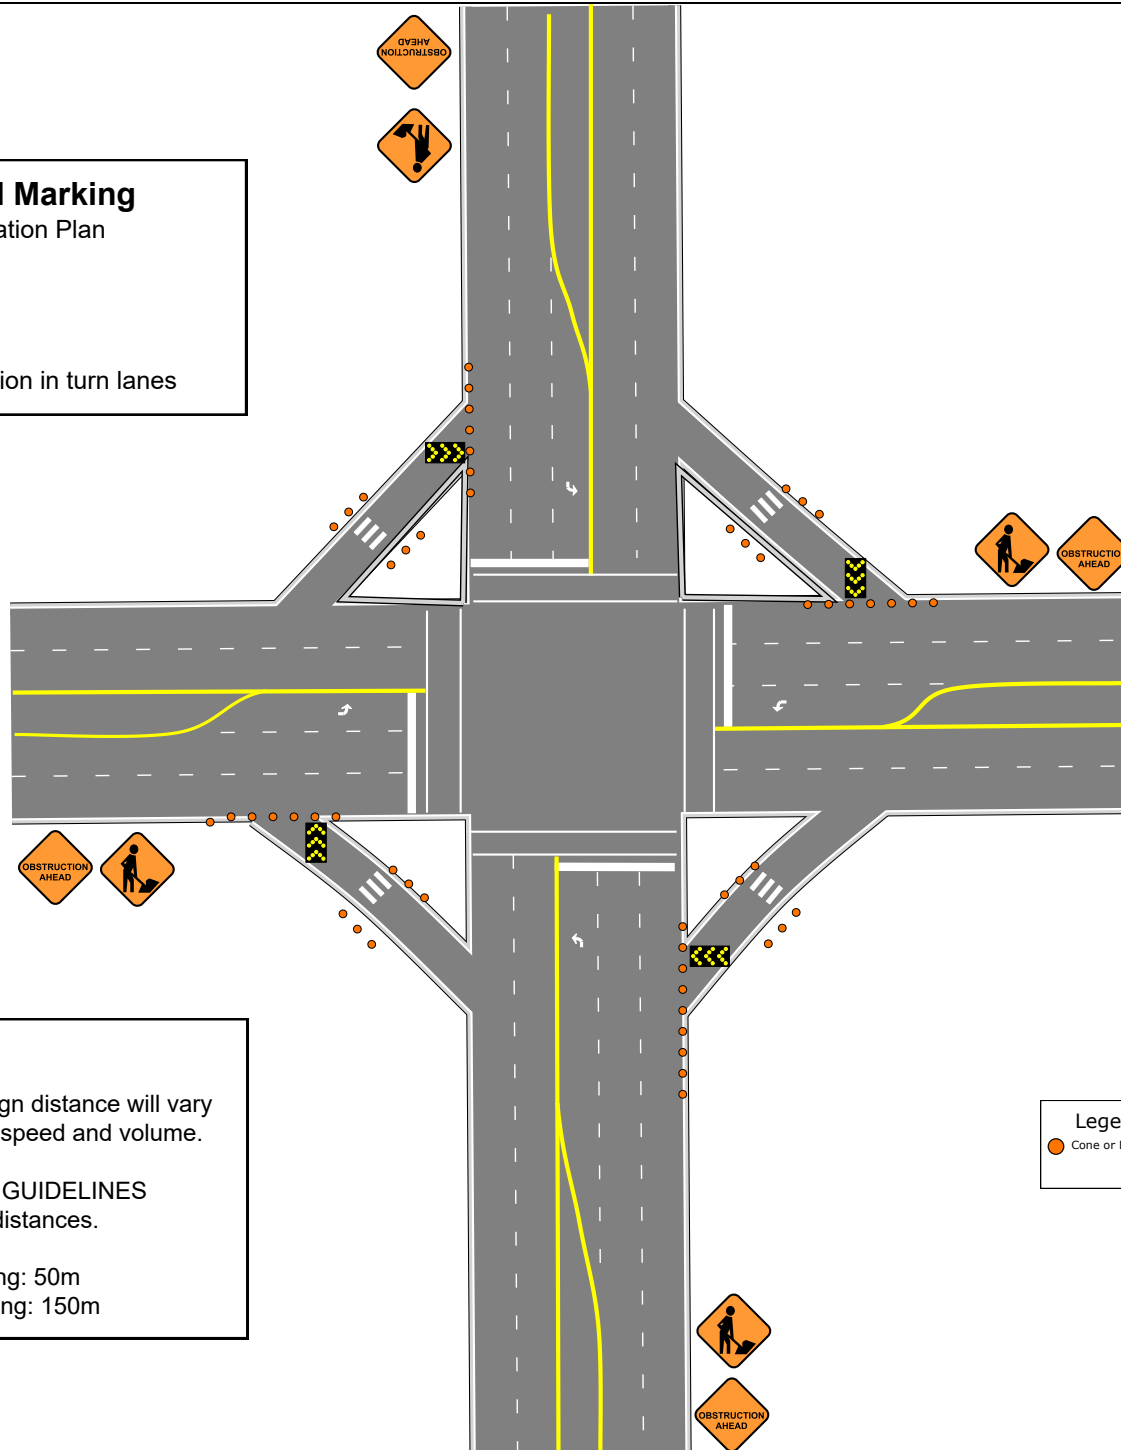 OBSTRUCTION
AHEAD
Marking
ation Plan
ion in turn lanes
OBSTRUCTIO
AHEAD
OBSTRUCTION
AHEAD
gn distance will vary
speed and volume.
GUIDELINES
distances.
ng: 50m
ng: 150m
Lege
Cone or
OBSTRUCTION
AHEAD